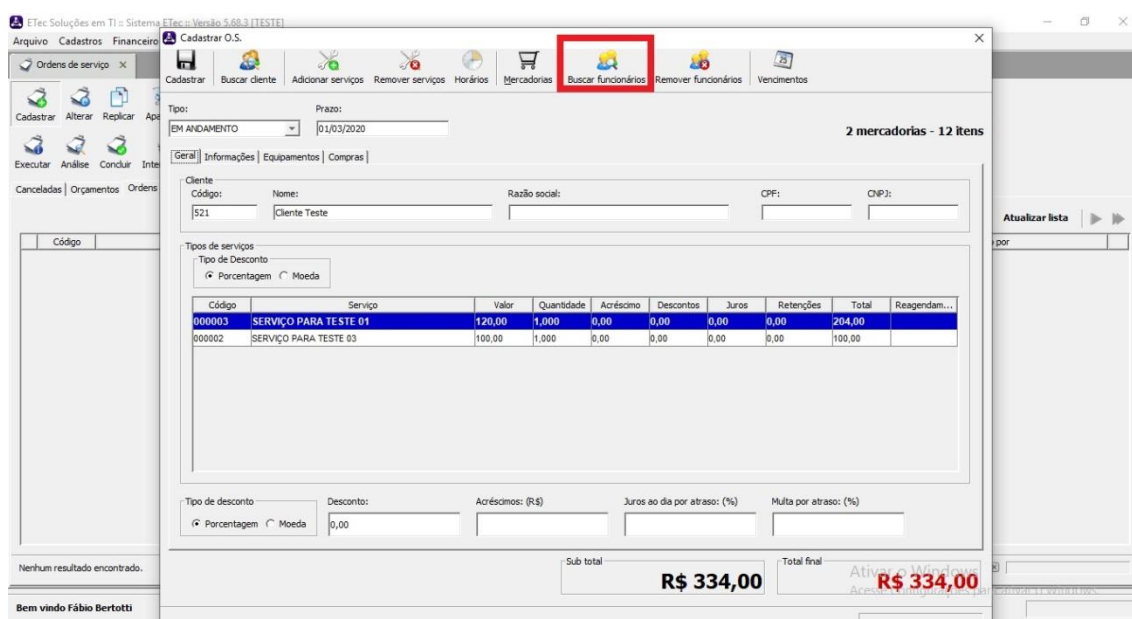 ETec Soluções em TI :: Sistema ETec :: Versão 5.68.3 [TESTE]
Arquivo Cadastros Financeiro
Cadastrar O.S.
Ordens de serviço
Cadastrar Buscar cliente Adicionar serviços Remover serviços Horários Mercadorias Buscar funcionários Remover funcionários Vencimentos
Cadastrar Alterar Replicar
Tipo: Prazo:
EM ANDAMENTO 01/03/2020
2 mercadorias - 12 itens
Executar Análise Concluir
Geral Informações Equipamentos Compras
Canceladas Orçamentos Ordens
Cliente
Código: Nome: Razão social: CPF: CNPJ:
521 Cliente Teste
Atualizar lista
Código
por
Tipos de serviços
Tipo de Desconto
Porcentagem Moeda
Código Serviço Valor Quantidade Acréscimo Descontos Juros Retenções Total Reagendam...
000003 SERVIÇO PARA TESTE 01 120,00 1,000 0,00 0,00 0,00 0,00 204,00
000002 SERVIÇO PARA TESTE 03 100,00 1,000 0,00 0,00 0,00 0,00 100,00
Tipo de desconto Desconto: Acréscimos: (R$) Juros ao dia por atraso: (%) Multa por atraso: (%)
Porcentagem Moeda 0,00
Nenhum resultado encontrado.
Sub total Total final
R$ 334,00 R$ 334,00
Ativar o Windows
Bem vindo Fábio Bertotti